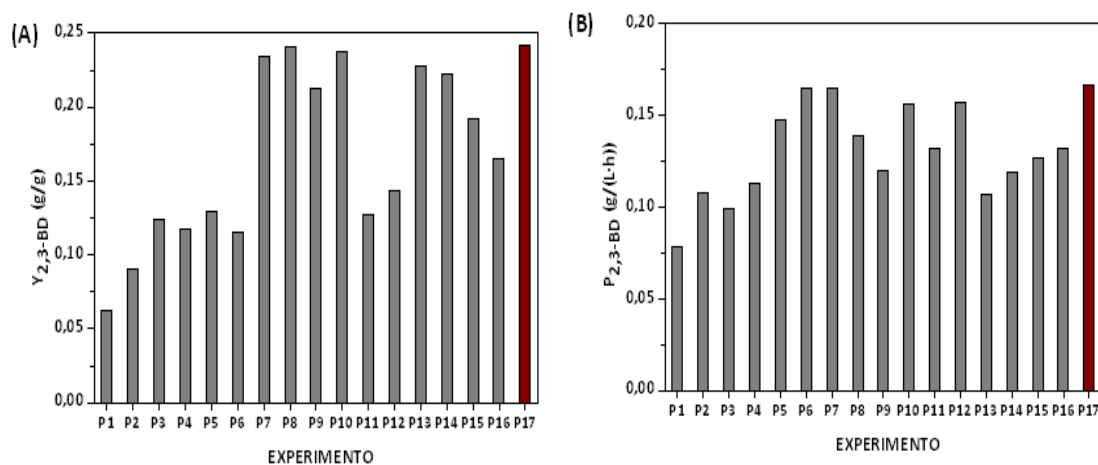 (A)
0,25
0,20
0,15
0,10
0,05
0,00
Y2,3-BD (g/g)
P1 P2 P3 P4 P5 P6 P7 P8 P9 P10 P11 P12 P13 P14 P15 P16 P17
EXPERIMENTO
(B)
0,20
0,15
0,10
0,05
0,00
P2,3-BD (g/(L·h))
P1 P2 P3 P4 P5 P6 P7 P8 P9 P10 P11 P12 P13 P14 P15 P16 P17
EXPERIMENTO